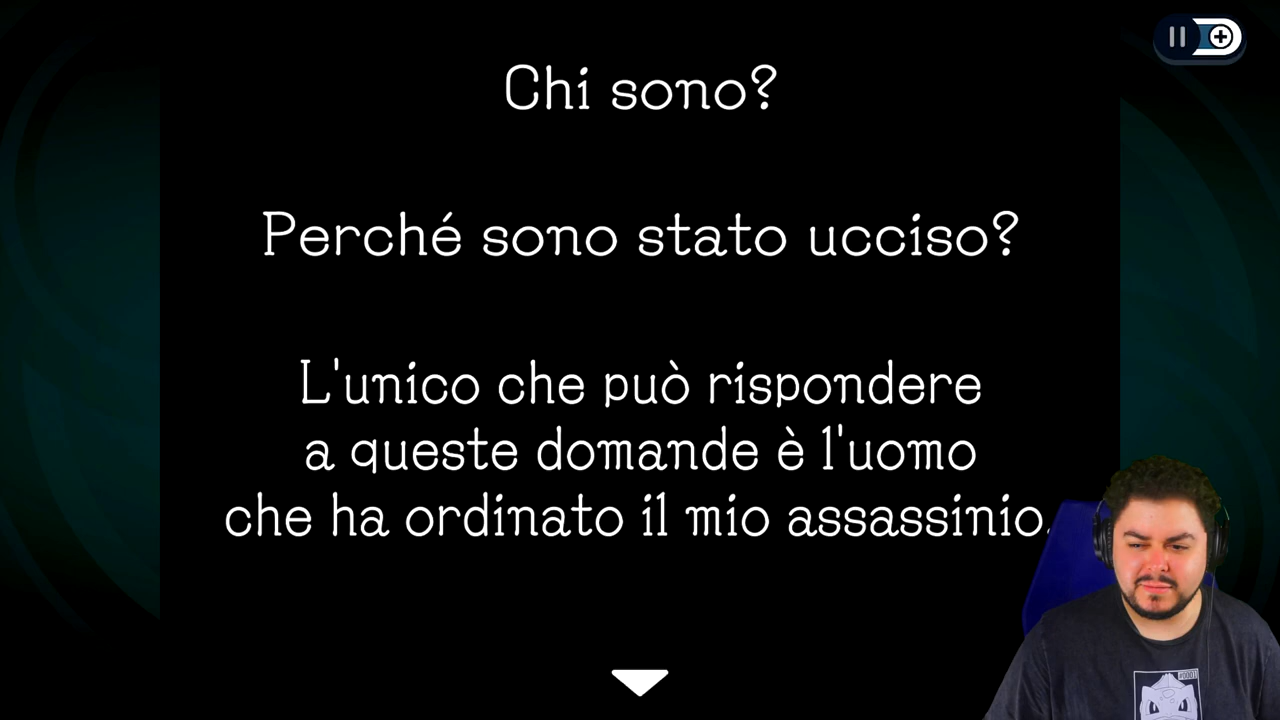 Chi sono?
Perché sono stato ucciso?
L'unico che può rispondere
a queste domande è l'uomo
che ha ordinato il mio assassinio.
#0001